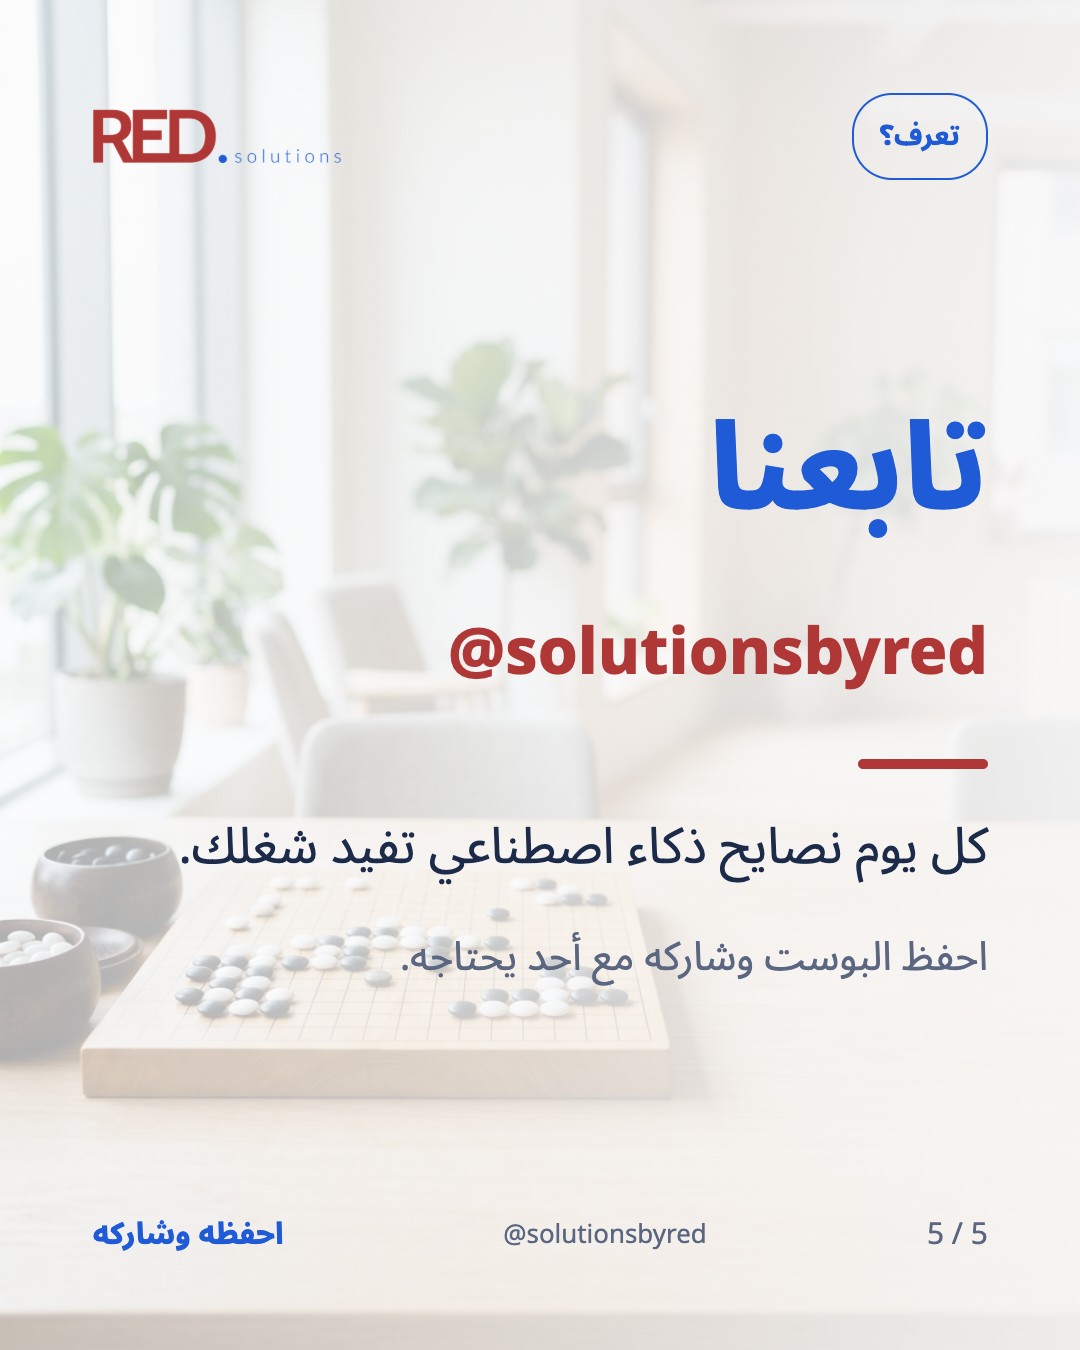 RED.solutions
تعرف؟
تابعنا
@solutionsbyred
كل يوم نصايح ذكاء اصطناعي تفيد شغلك.
احفظ البوست وشاركه مع أحد يحتاجه.
5 / 5
@solutionsbyred
احفظه وشاركه